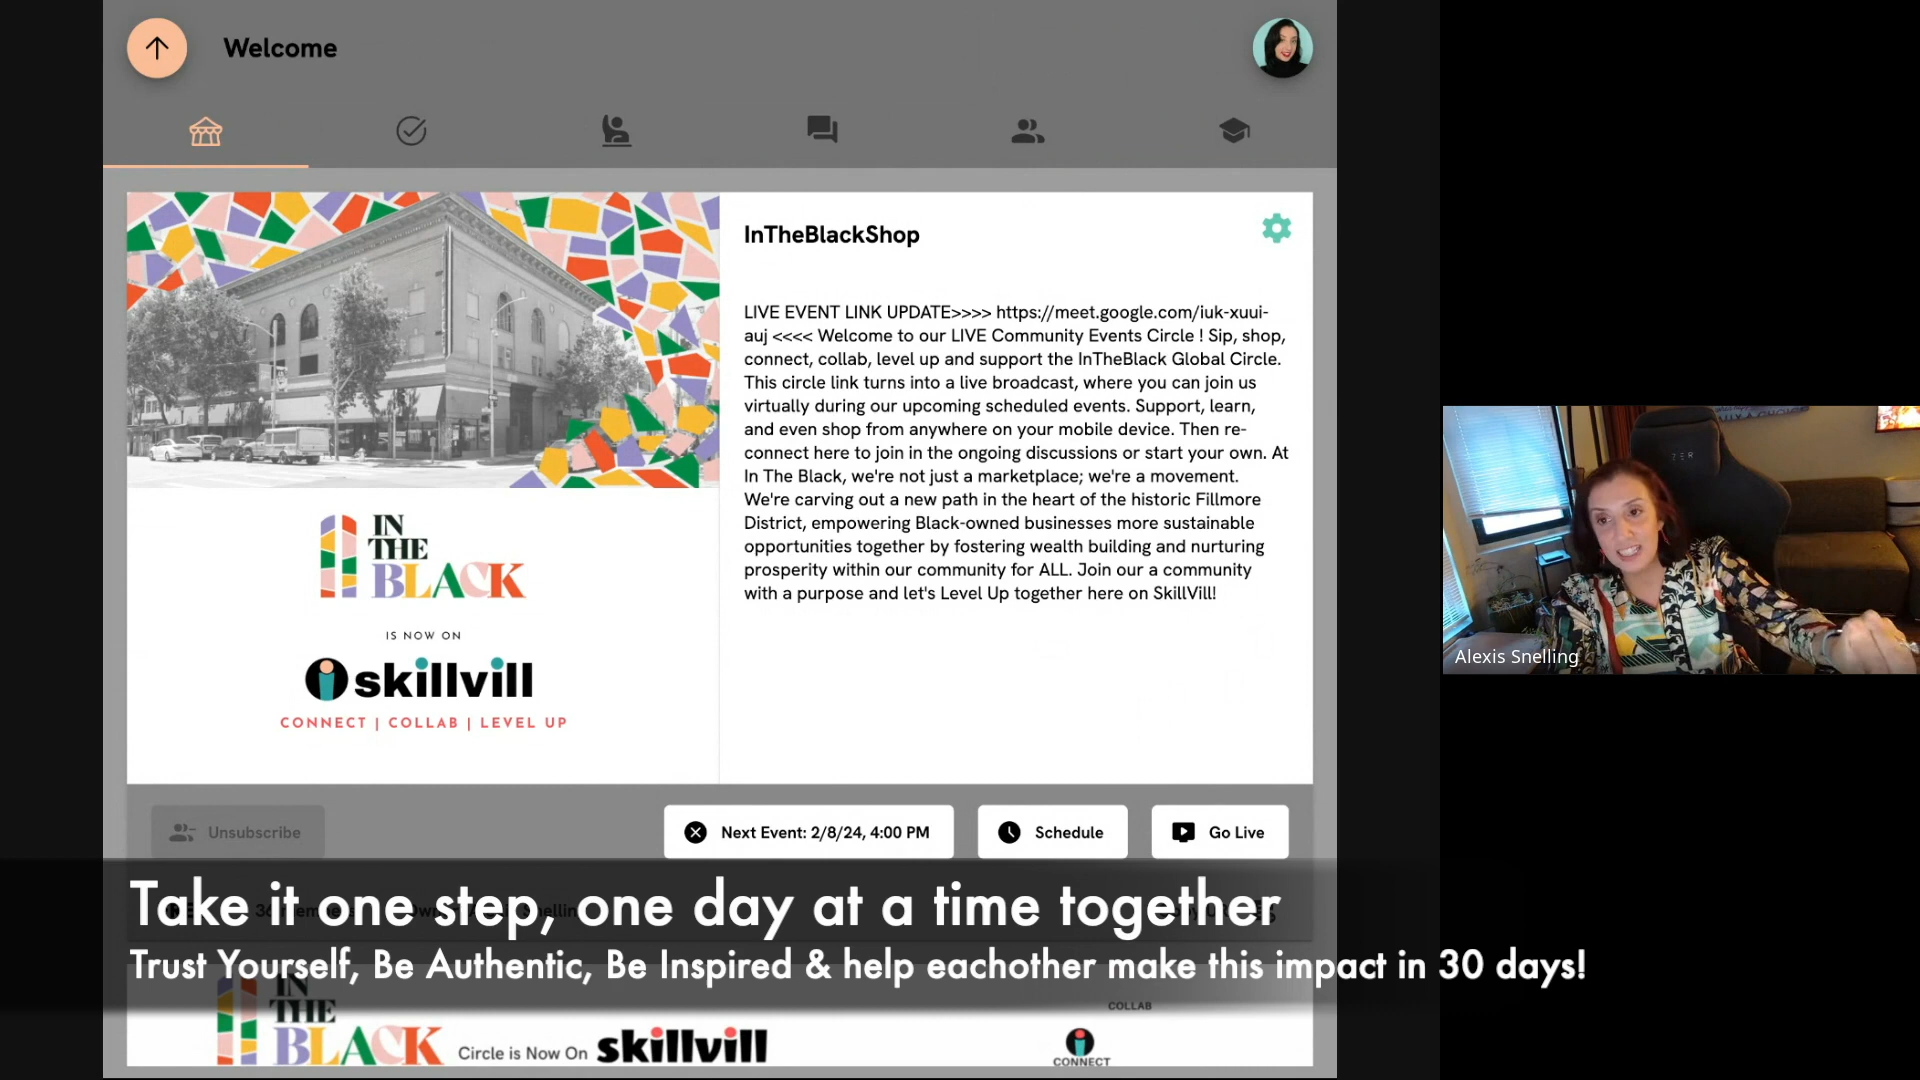 Welcome
InTheBlackShop
LIVE EVENT LINK UPDATE>>>> https://meet.google.com/iuk-xuui-
auj <<<< Welcome to our LIVE Community Events Circle ! Sip, shop,
connect, collab, level up and support the InTheBlack Global Circle.
This circle link turns into a live broadcast, where you can join us
virtually during our upcoming scheduled events. Support, learn,
and even shop from anywhere on your mobile device. Then re-
connect here to join in the ongoing discussions or start your own. At
In The Black, we're not just a marketplace; we're a movement.
We're carving out a new path in the heart of the historic Fillmore
District, empowering Black-owned businesses more sustainable
opportunities together by fostering wealth building and nurturing
prosperity within our community for ALL. Join our a community
with a purpose and let's Level Up together here on SkillVill!
IN
THE
BLACK
IS NOW ON
skillvill
CONNECT | COLLAB | LEVEL UP
Unsubscribe
Next Event: 2/8/24, 4:00 PM
Schedule
Go Live
Take it one step, one day at a time together
Trust Yourself, Be Authentic, Be Inspired & help eachother make this impact in 30 days!
IN
THE
BLACK
Circle is Now On skillvill
COLLAB
CONNECT
Alexis Snelling